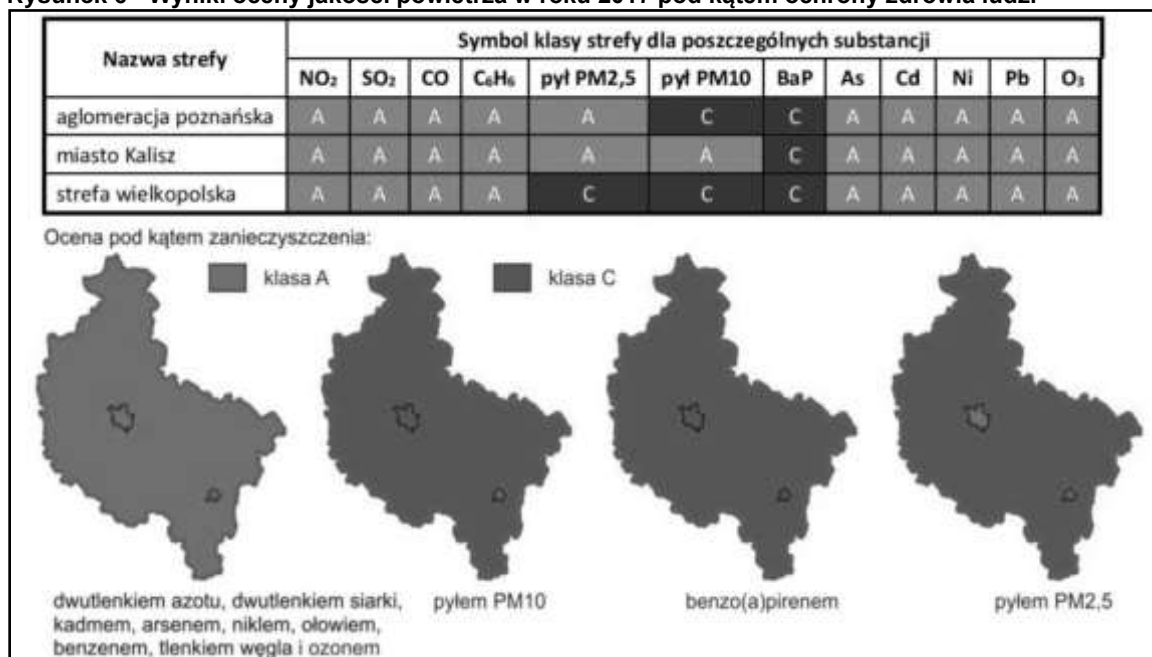 Rysunek 6 - Wyniki oceny jakości powietrza w roku 2017 pod kątem ochrony zdrowia ludzi
Nazwa strefy
Symbol klasy strefy dla poszczególnych substancji
NO₂ SO₂ CO C₆H₆ pył PM2,5 pył PM10 BaP As Cd Ni Pb O₃
aglomeracja poznańska A A A A A C C A A A A A
miasto Kalisz A A A A A A C A A A A A
strefa wielkopolska A A A A C C C A A A A A
Ocena pod kątem zanieczyszczenia:
klasa A klasa C
dwutlenkiem azotu, dwutlenkiem siarki,
kadmem, arsenem, niklem, ołowiem,
benzenem, tlenkiem węgla i ozonem
pyłem PM10
benzo(a)pirenem
pyłem PM2,5